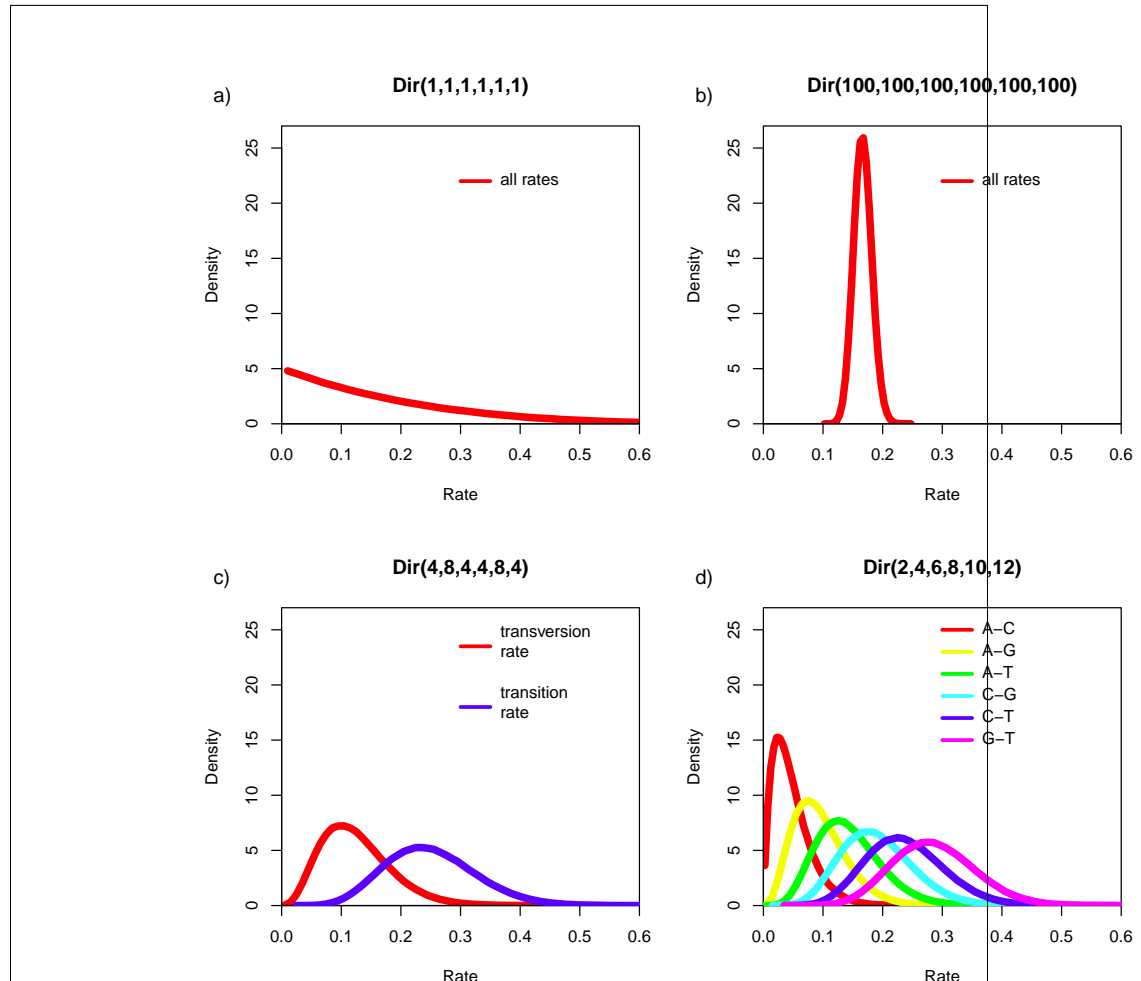 a)
Dir(1,1,1,1,1,1)
25
20
15
10
5
0
Density
all rates
0.0 0.1 0.2 0.3 0.4 0.5 0.6
Rate
b)
Dir(100,100,100,100,100,100)
25
20
15
10
5
0
Density
all rates
0.0 0.1 0.2 0.3 0.4 0.5 0.6
Rate
c)
Dir(4,8,4,4,8,4)
25
20
15
10
5
0
Density
transversion
rate
transition
rate
0.0 0.1 0.2 0.3 0.4 0.5 0.6
Rate
d)
Dir(2,4,6,8,10,12)
25
20
15
10
5
0
Density
A−C
A−G
A−T
C−G
C−T
G−T
0.0 0.1 0.2 0.3 0.4 0.5 0.6
Rate